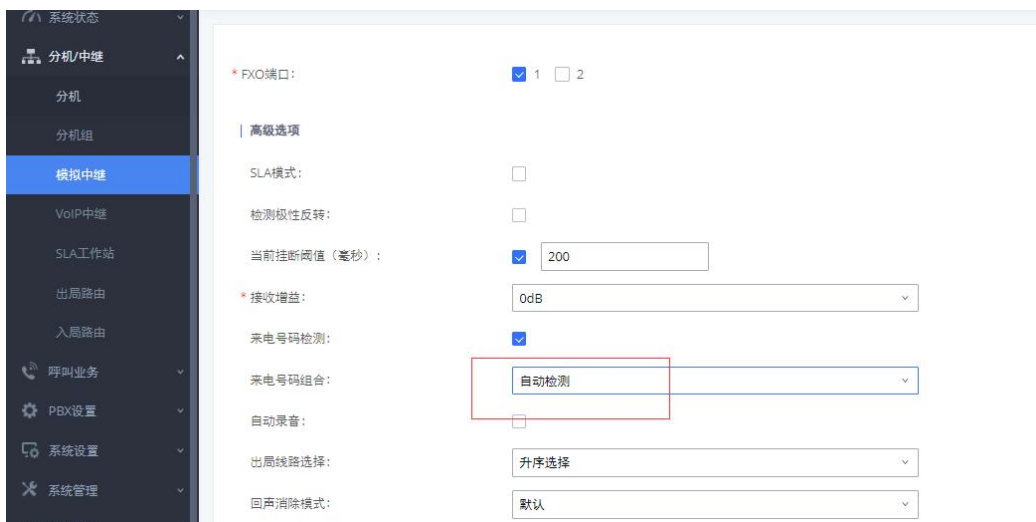 系统状态
分机/中继
分机
分机组
模拟中继
VoIP中继
SLA工作站
出局路由
入局路由
呼叫业务
PBX设置
系统设置
系统管理
* FXO端口： 1 2
高级选项
SLA模式：
检测极性反转：
当前挂断阈值（毫秒）： 200
* 接收增益： 0dB
来电号码检测：
来电号码组合： 自动检测
自动录音：
出局线路选择： 升序选择
回声消除模式： 默认